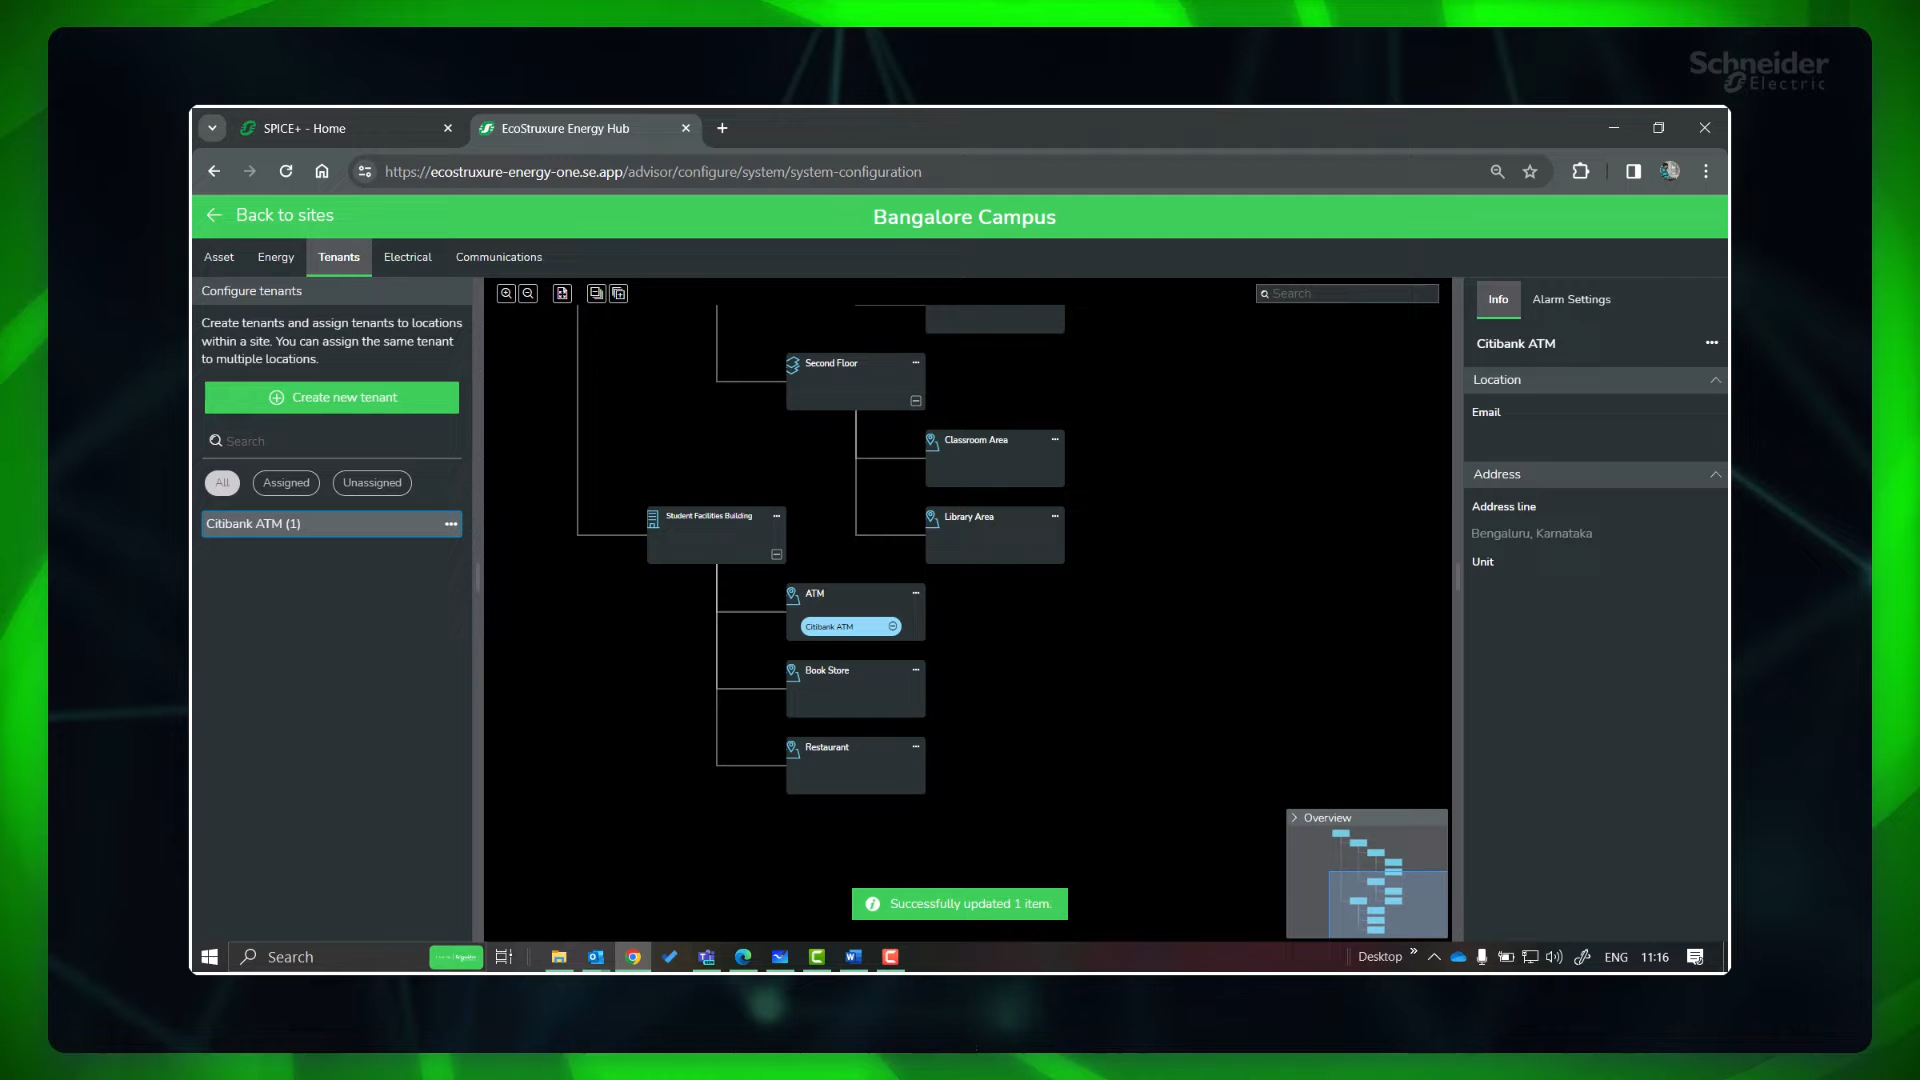 Schneider
Electric
SPICE+ - Home
EcoStruxure Energy Hub
https://ecostruxure-energy-one.se.app/advisor/configure/system/system-configuration
Back to sites
Bangalore Campus
Asset
Energy
Tenants
Electrical
Communications
Configure tenants
Create tenants and assign tenants to locations
within a site. You can assign the same tenant
to multiple locations.
Create new tenant
Search
All
Assigned
Unassigned
Citibank ATM (1)
Search
Second Floor
Classroom Area
Student Facilities Building
Library Area
ATM
Citibank ATM
Book Store
Restaurant
Overview
Successfully updated 1 item.
Info
Alarm Settings
Citibank ATM
Location
Email
Address
Address line
Bengaluru, Karnataka
Unit
Search
Desktop
ENG
11:16